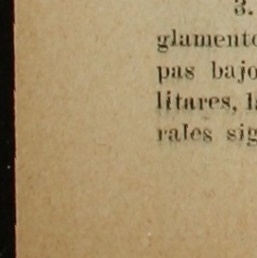 3.
glamento
pas bajo
litares, l
rales sig